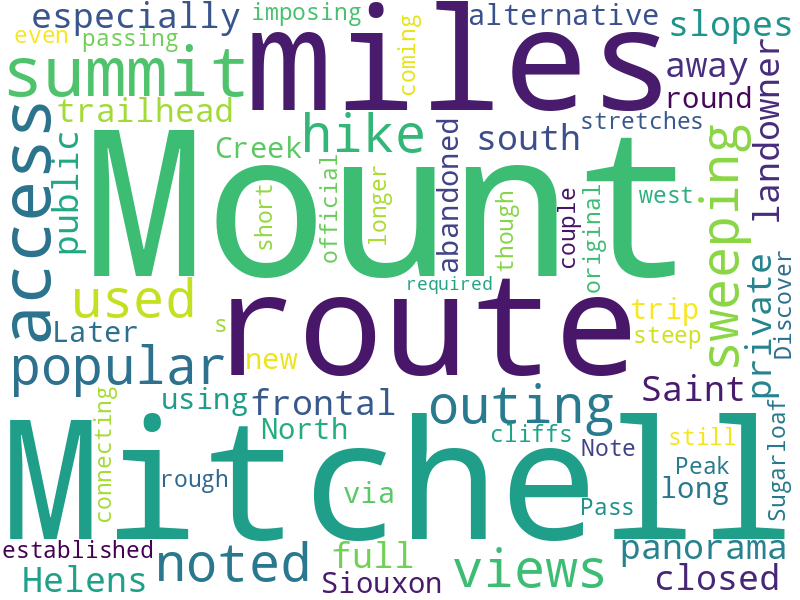 especially
imposing
alternative
even
passing
coming
miles
slopes
summit
away
landowner
trailhead
round
access
public
hike
south
stretches
Creek
abandoned
sweeping
Mount
short
official
longer
though
couple
original
west
required
private
Discover
used
route
trip
s
steep
Later
new
popular
using
frontal
outing
Saint
connecting
North
cliffs
still
Sugarloaf
Mitchell
Note
rough
via
Peak
long
Pass
established
noted
full
views
panorama
Helens
Siouxon
closed